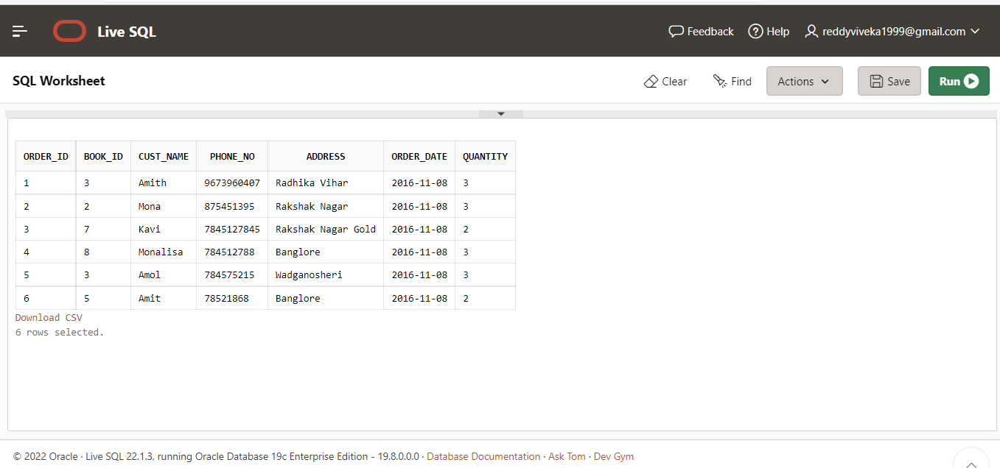 Live SQL Feedback Help reddyviveka1999@gmail.com
SQL Worksheet Clear Find Actions Save Run
ORDER_ID BOOK_ID CUST_NAME PHONE_NO ADDRESS ORDER_DATE QUANTITY
1 3 Amith 9673960407 Radhika Vihar 2016-11-08 3
2 2 Mona 875451395 Rakshak Nagar 2016-11-08 3
3 7 Kavi 7845127845 Rakshak Nagar Gold 2016-11-08 2
4 8 Monalisa 784512788 Banglore 2016-11-08 3
5 3 Amol 784575215 Wadganosheri 2016-11-08 3
6 5 Amit 78521868 Banglore 2016-11-08 2
Download CSV
6 rows selected.
© 2022 Oracle · Live SQL 22.1.3, running Oracle Database 19c Enterprise Edition - 19.8.0.0.0 · Database Documentation · Ask Tom · Dev Gym